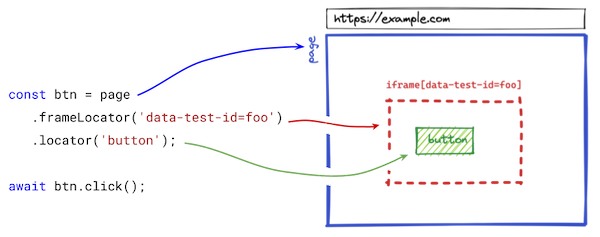 https://example.com
page
const btn = page
.frameLocator('data-test-id=foo')
.locator('button');
await btn.click();
iframe[data-test-id=foo]
button